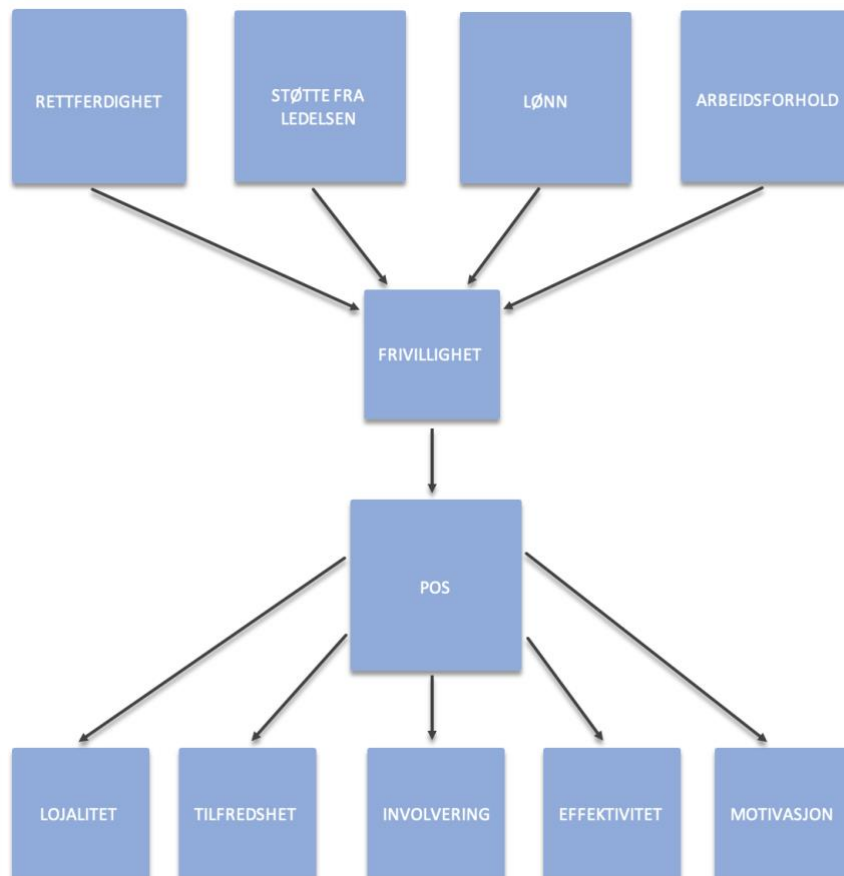 RETTFERDIGHET
STØTTE FRA
LEDELSEN
LØNN
ARBEIDSFORHOLD
FRIVILLIGHET
POS
LOJALITET
TILFREDSHET
INVOLVERING
EFFEKTIVITET
MOTIVASJON